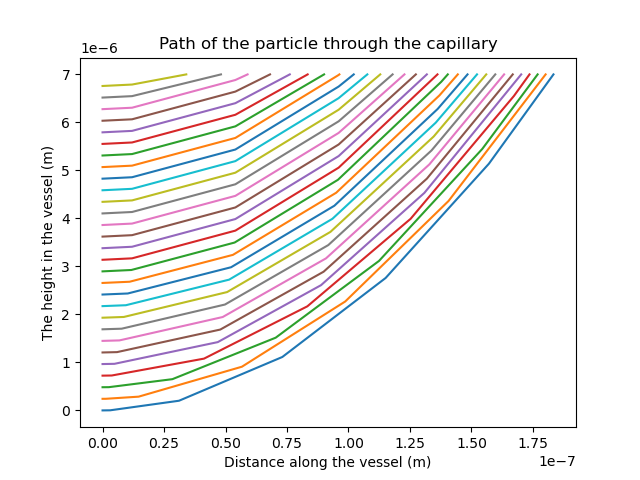 Path of the particle through the capillary
1e−6
7
6
5
4
3
2
1
0
The height in the vessel (m)
0.00 0.25 0.50 0.75 1.00 1.25 1.50 1.75
1e−7
Distance along the vessel (m)